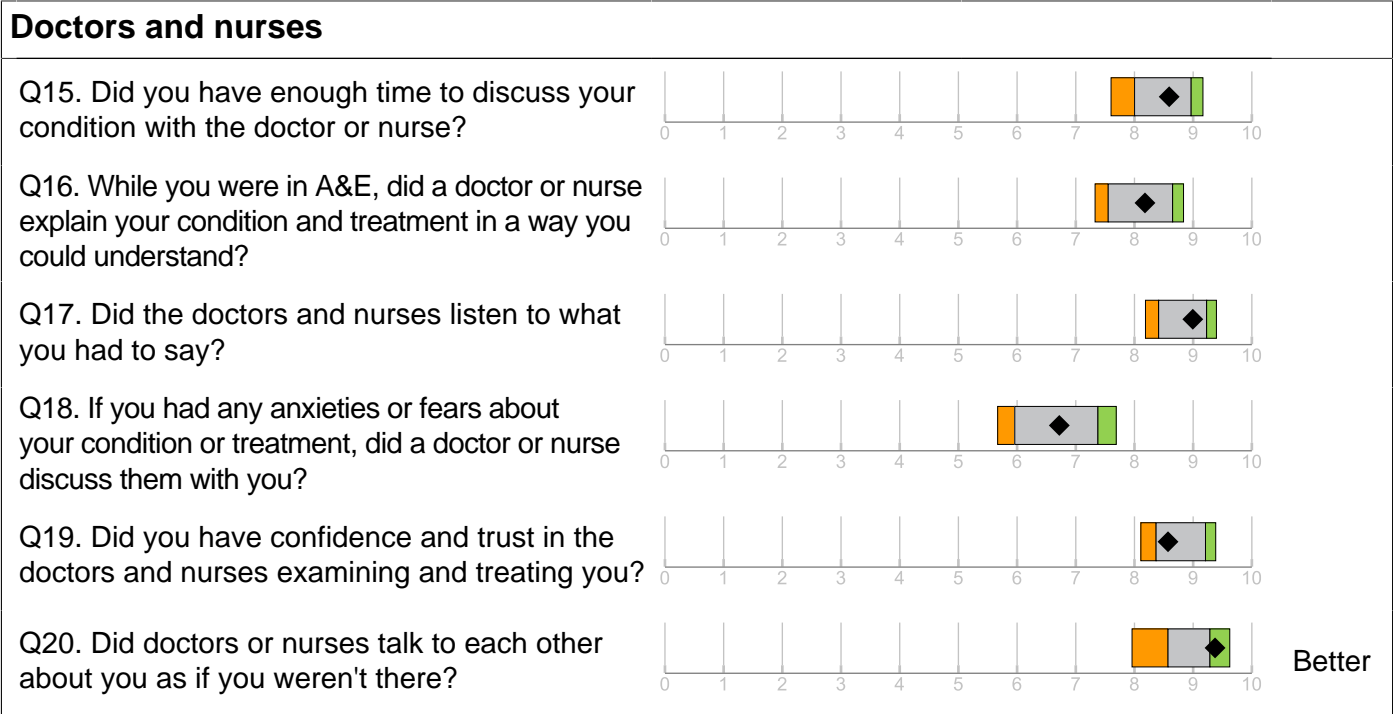 Doctors and nurses
Q15. Did you have enough time to discuss your
condition with the doctor or nurse?
0 1 2 3 4 5 6 7 8 9 10
Q16. While you were in A&E, did a doctor or nurse
explain your condition and treatment in a way you
could understand?
0 1 2 3 4 5 6 7 8 9 10
Q17. Did the doctors and nurses listen to what
you had to say?
0 1 2 3 4 5 6 7 8 9 10
Q18. If you had any anxieties or fears about
your condition or treatment, did a doctor or nurse
discuss them with you?
0 1 2 3 4 5 6 7 8 9 10
Q19. Did you have confidence and trust in the
doctors and nurses examining and treating you?
0 1 2 3 4 5 6 7 8 9 10
Q20. Did doctors or nurses talk to each other
about you as if you weren't there?
0 1 2 3 4 5 6 7 8 9 10
Better